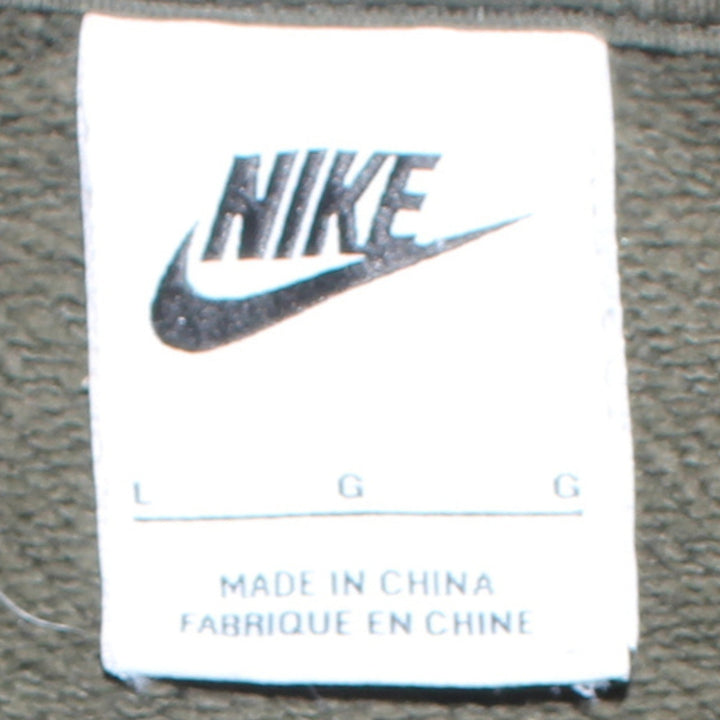 NIKE
L G G
MADE IN CHINA
FABRIQUE EN CHINE